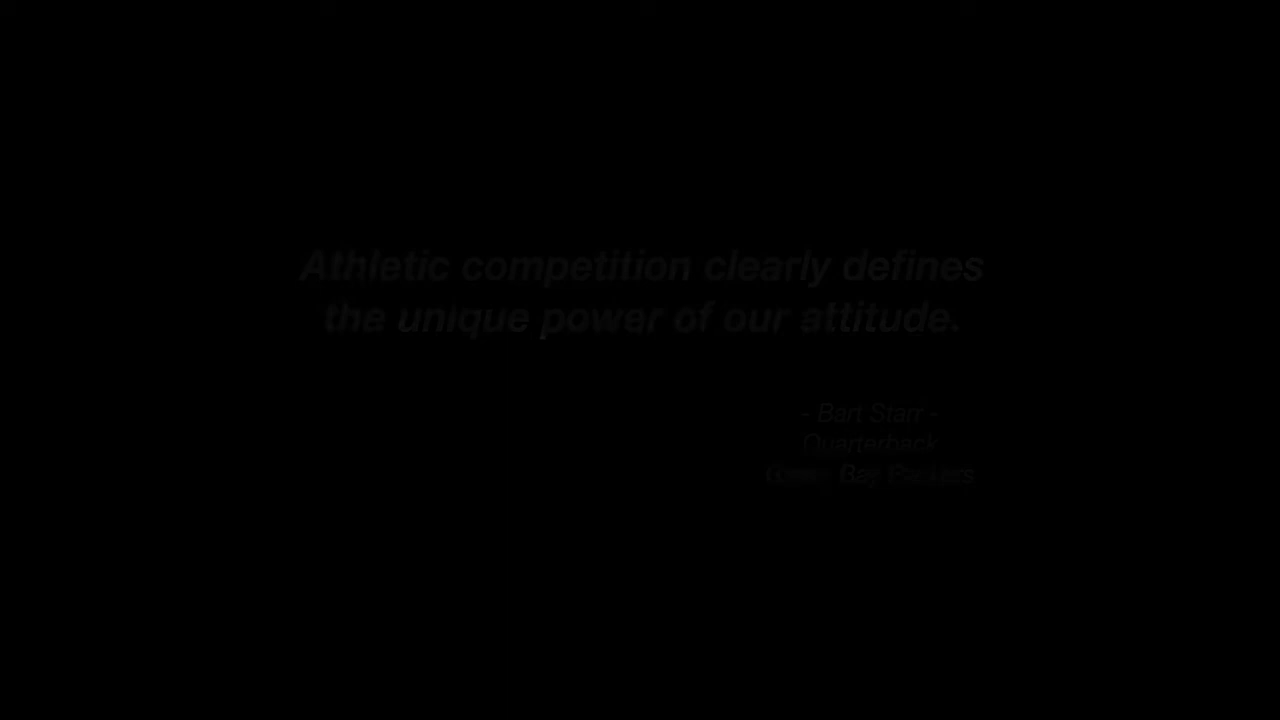 Athletic competition clearly defines
the unique power of our attitude.
- Bart Starr -
Quarterback
Green Bay Packers